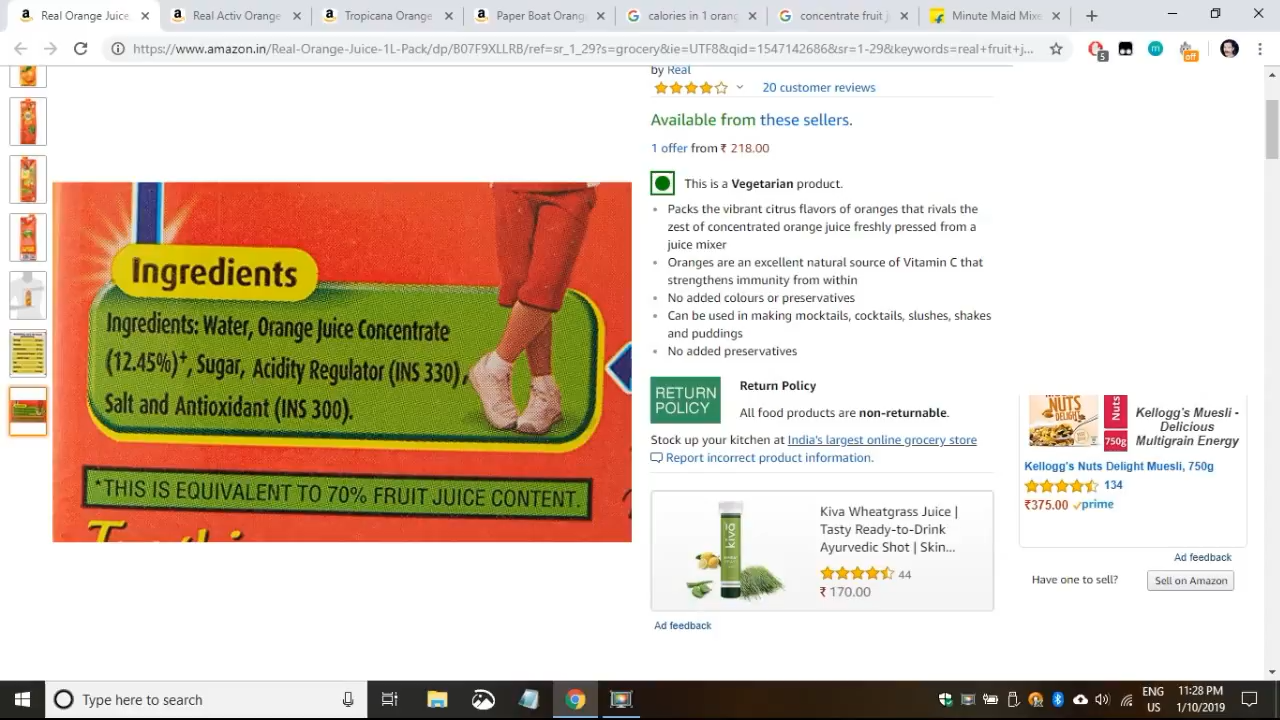 Real Orange Juice
Real Activ Orange
Tropicana Orange
Paper Boat Orang
calories in 1 orang
concentrate fruit j
Minute Maid Mixe
https://www.amazon.in/Real-Orange-Juice-1L-Pack/dp/B07F9XLLRB/ref=sr_1_29?s=grocery&ie=UTF8&qid=1547142686&sr=1-29&keywords=real+fruit+j...
5
m
off
by Real
20 customer reviews
Available from these sellers.
1 offer from ₹ 218.00
This is a Vegetarian product.
• Packs the vibrant citrus flavors of oranges that rivals the
zest of concentrated orange juice freshly pressed from a
juice mixer
• Oranges are an excellent natural source of Vitamin C that
strengthens immunity from within
• No added colours or preservatives
• Can be used in making mocktails, cocktails, slushes, shakes
and puddings
• No added preservatives
RETURN
POLICY
Return Policy
All food products are non-returnable.
Stock up your kitchen at India's largest online grocery store
Report incorrect product information.
Kiva Wheatgrass Juice |
Tasty Ready-to-Drink
Ayurvedic Shot | Skin...
44
₹ 170.00
kiva
Ad feedback
Ingredients
Ingredients: Water, Orange Juice Concentrate
(12.45%)+, Sugar, Acidity Regulator (INS 330),
Salt and Antioxidant (INS 300).
*THIS IS EQUIVALENT TO 70% FRUIT JUICE CONTENT.
NUTS
DELIGHT
Nuts
750g
Kellogg's Muesli -
Delicious
Multigrain Energy
Kellogg's Nuts Delight Muesli, 750g
134
₹375.00 prime
Ad feedback
Have one to sell?
Sell on Amazon
Type here to search
ENG
US
11:28 PM
1/10/2019